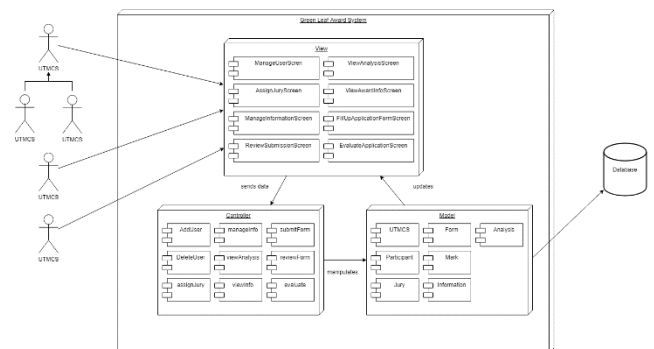 Green Leaf Award System
View
UTMCS
ManageUserScren
ViewAnalysisScreen
AssignJuryScreen
ViewAwardInfoScreen
ManageInformationScreen
FillUpApplicationFormScreen
ReviewSubmissionScreen
EvaluateApplicationScreen
UTMCS
UTMCS
UTMCS
UTMCS
Database
sends data
updates
Controller
Model
AddUser
manageInfo
submitForm
DeleteUser
viewAnalysis
reviewForm
assignJury
viewInfo
evaluate
manipulates
UTMCS
Form
Analysis
Participant
Mark
Jury
Information